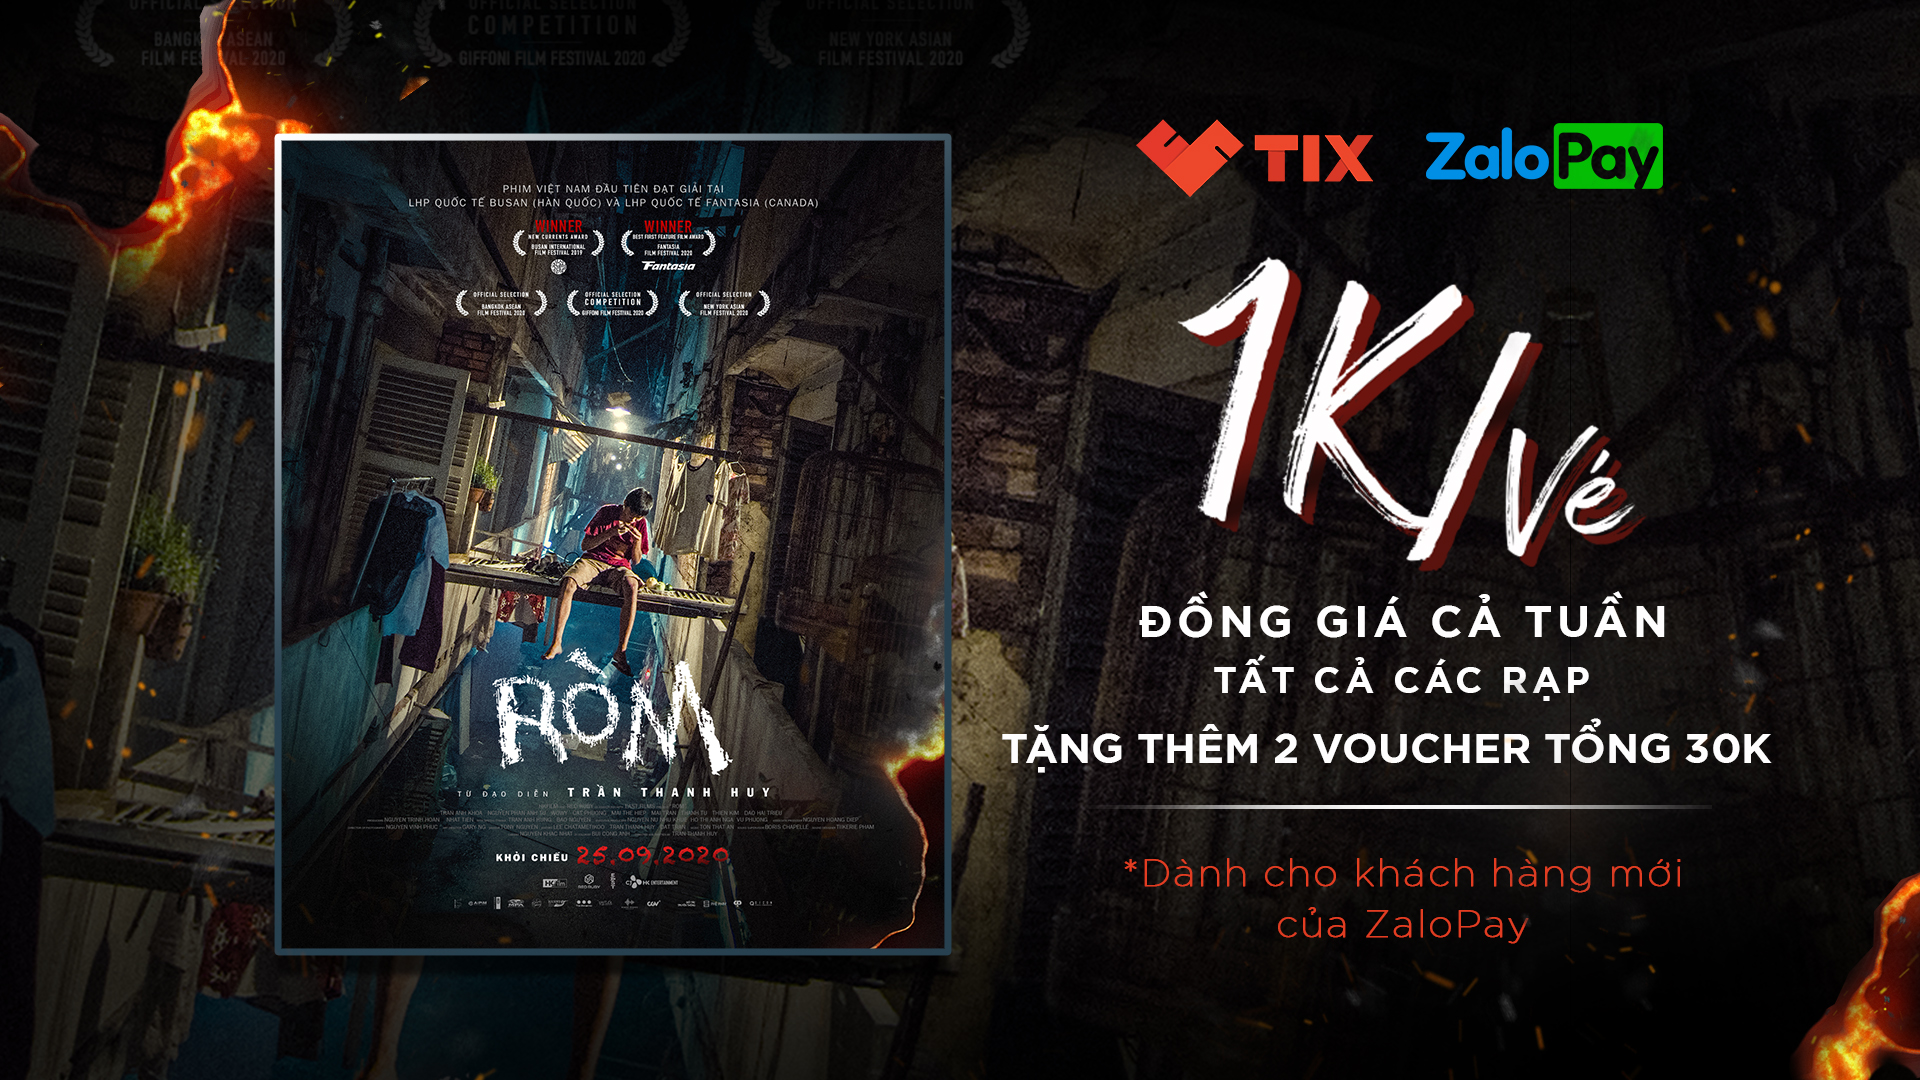 OFFICIAL SELECTION
BANGKOK ASEAN
FILM FESTIVAL 2020
OFFICIAL SELECTION
COMPETITION
GIFFONI FILM FESTIVAL 2020
OFFICIAL SELECTION
NEW YORK ASIAN
FILM FESTIVAL 2020
PHIM VIỆT NAM ĐẦU TIÊN ĐẠT GIẢI TẠI
LHP QUỐC TẾ BUSAN (HÀN QUỐC) VÀ LHP QUỐC TẾ FANTASIA (CANADA)
WINNER
NEW CURRENTS AWARD
BUSAN INTERNATIONAL
FILM FESTIVAL 2019
WINNER
BEST FIRST FEATURE FILM AWARD
FANTASIA
FILM FESTIVAL 2020
Fantasia
OFFICIAL SELECTION
BANGKOK ASEAN
FILM FESTIVAL 2020
OFFICIAL SELECTION
COMPETITION
GIFFONI FILM FESTIVAL 2020
OFFICIAL SELECTION
NEW YORK ASIAN
FILM FESTIVAL 2020
RÒM
TỪ ĐẠO DIỄN TRẦN THANH HUY
KHỞI CHIẾU 25.09.2020
HKFilm
CJ HK ENTERTAINMENT
TIX
ZaloPay
1K/Vé
ĐỒNG GIÁ CẢ TUẦN
TẤT CẢ CÁC RẠP
TẶNG THÊM 2 VOUCHER TỔNG 30K
*Dành cho khách hàng mới
của ZaloPay